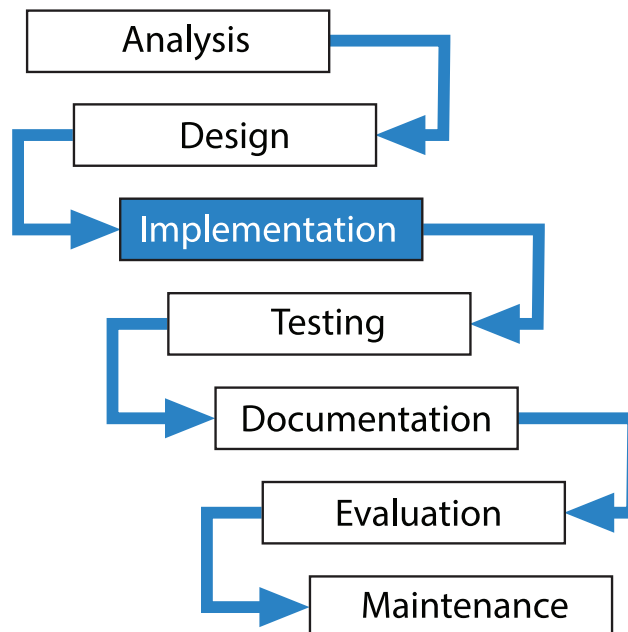 Analysis
Design
Implementation
Testing
Documentation
Evaluation
Maintenance